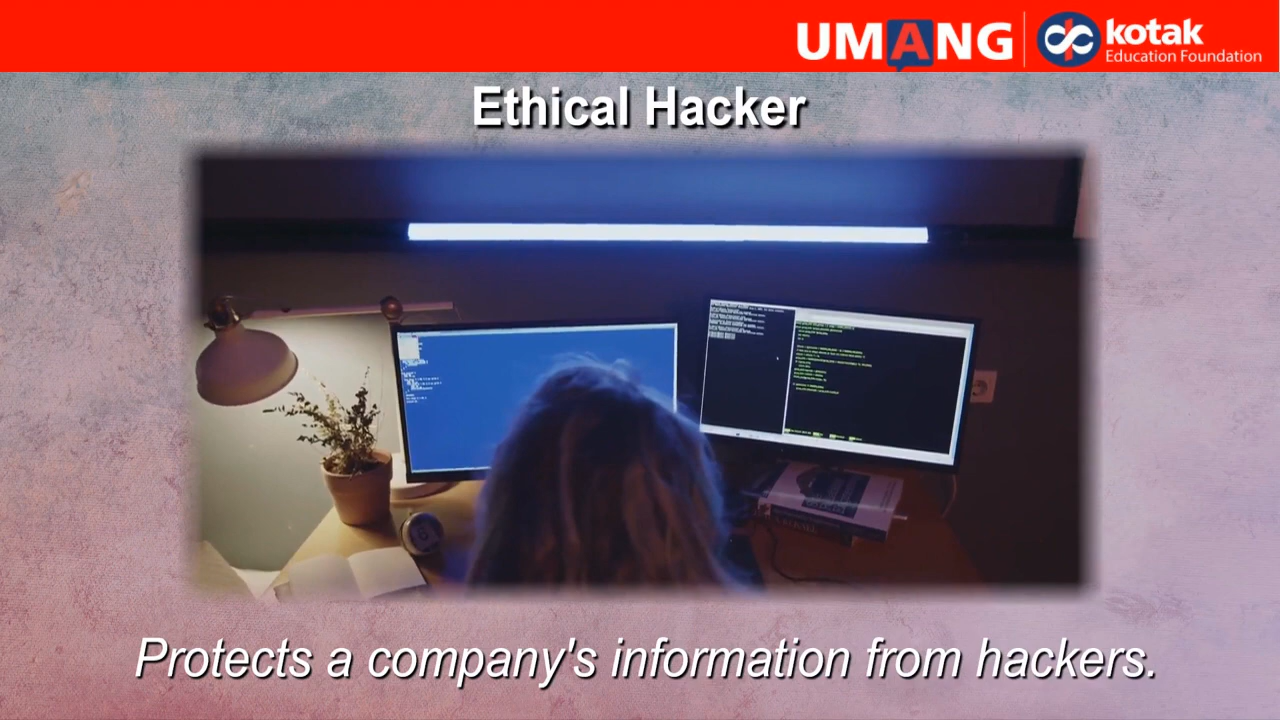 UMANG
kotak
Education Foundation
Ethical Hacker
Protects a company's information from hackers.